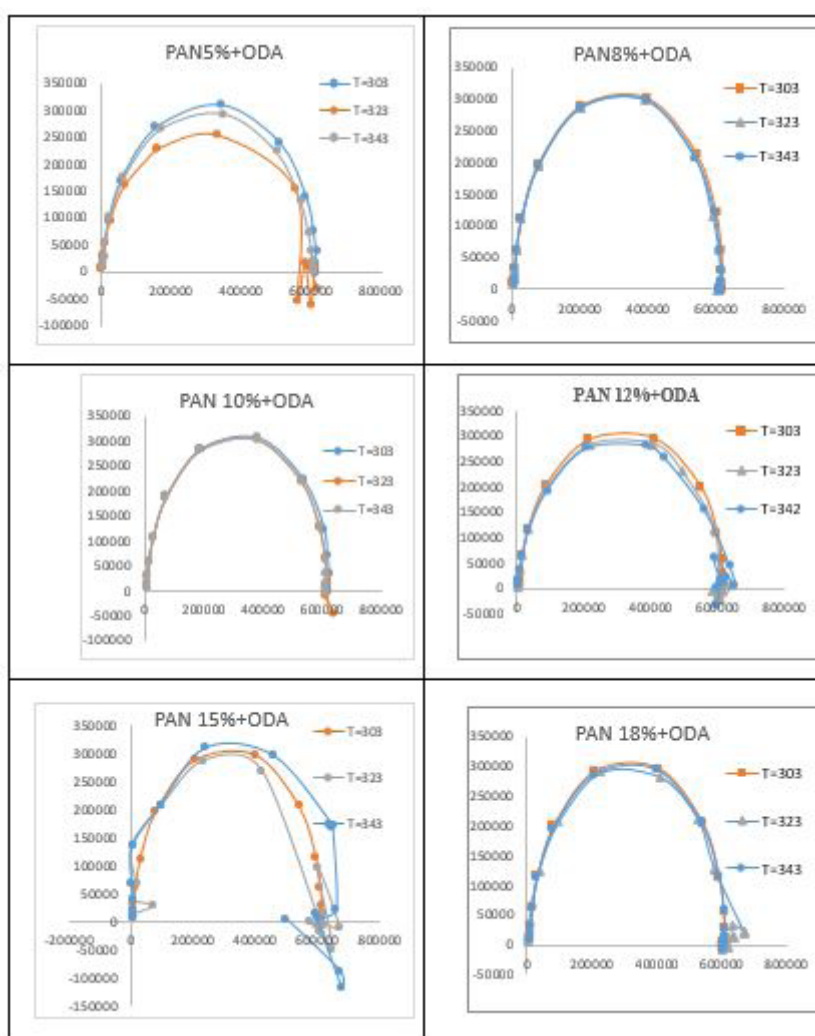 PAN5%+ODA
350000
300000
250000
200000
150000
100000
50000
0
-50000
-100000
0 200000 400000 600000 800000
T=303
T=323
T=343
PAN8%+ODA
350000
300000
250000
200000
150000
100000
50000
0
-50000
0 200000 400000 600000 800000
T=303
T=323
T=343
PAN 10%+ODA
350000
300000
250000
200000
150000
100000
50000
0
-50000
-100000
200000 400000 600000 800000
T=303
T=323
T=343
PAN 12%+ODA
350000
300000
250000
200000
150000
100000
50000
0
-50000
0 200000 400000 600000 800000
T=303
T=323
T=342
PAN 15%+ODA
350000
300000
250000
200000
150000
100000
50000
0
-50000
-100000
-150000
-200000 0 200000 400000 600000 800000
T=303
T=323
T=343
PAN 18%+ODA
350000
300000
250000
200000
150000
100000
50000
0
-50000
0 200000 400000 600000 800000
T=303
T=323
T=343